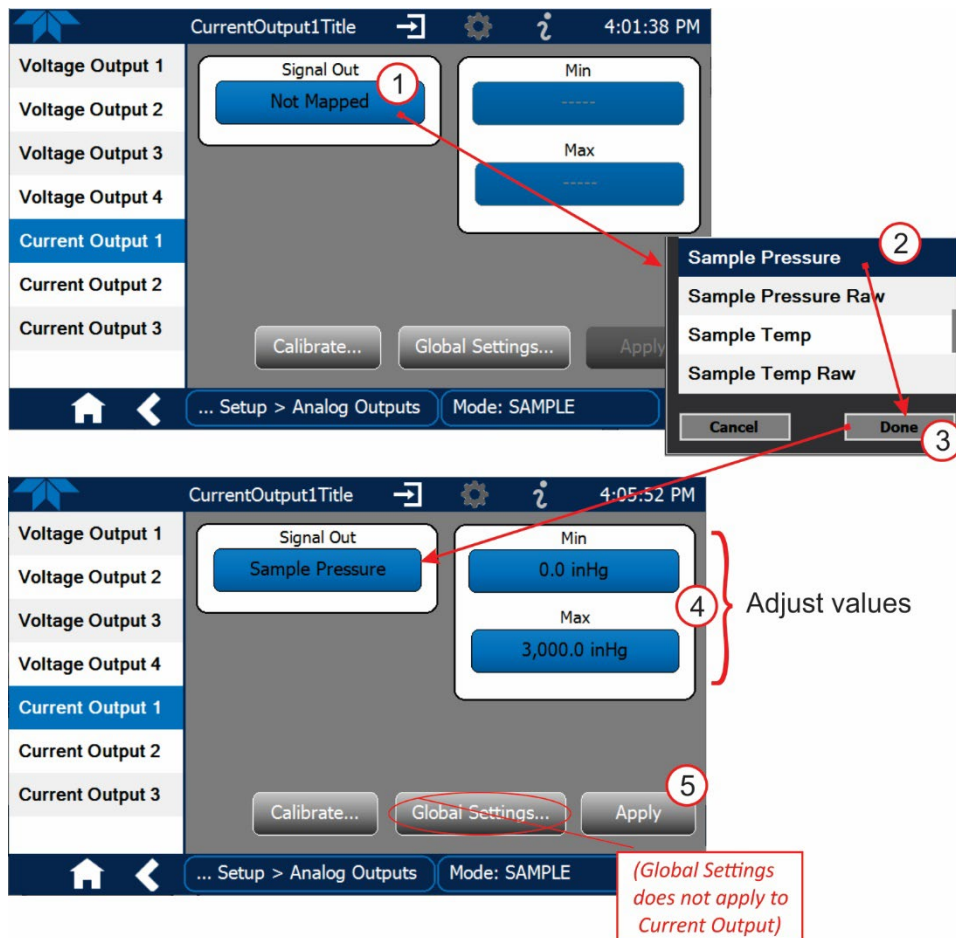 CurrentOutput1Title 4:01:38 PM
Voltage Output 1
Voltage Output 2
Voltage Output 3
Voltage Output 4
Current Output 1
Current Output 2
Current Output 3
Signal Out
Not Mapped
1
Min
-----
Max
-----
Calibrate...
Global Settings...
Apply
... Setup > Analog Outputs
Mode: SAMPLE
2
Sample Pressure
Sample Pressure Raw
Sample Temp
Sample Temp Raw
Cancel
Done
3
CurrentOutput1Title 4:05:52 PM
Voltage Output 1
Voltage Output 2
Voltage Output 3
Voltage Output 4
Current Output 1
Current Output 2
Current Output 3
Signal Out
Sample Pressure
Min
0.0 inHg
Max
3,000.0 inHg
4
Adjust values
Calibrate...
Global Settings...
Apply
5
... Setup > Analog Outputs
Mode: SAMPLE
(Global Settings
does not apply to
Current Output)